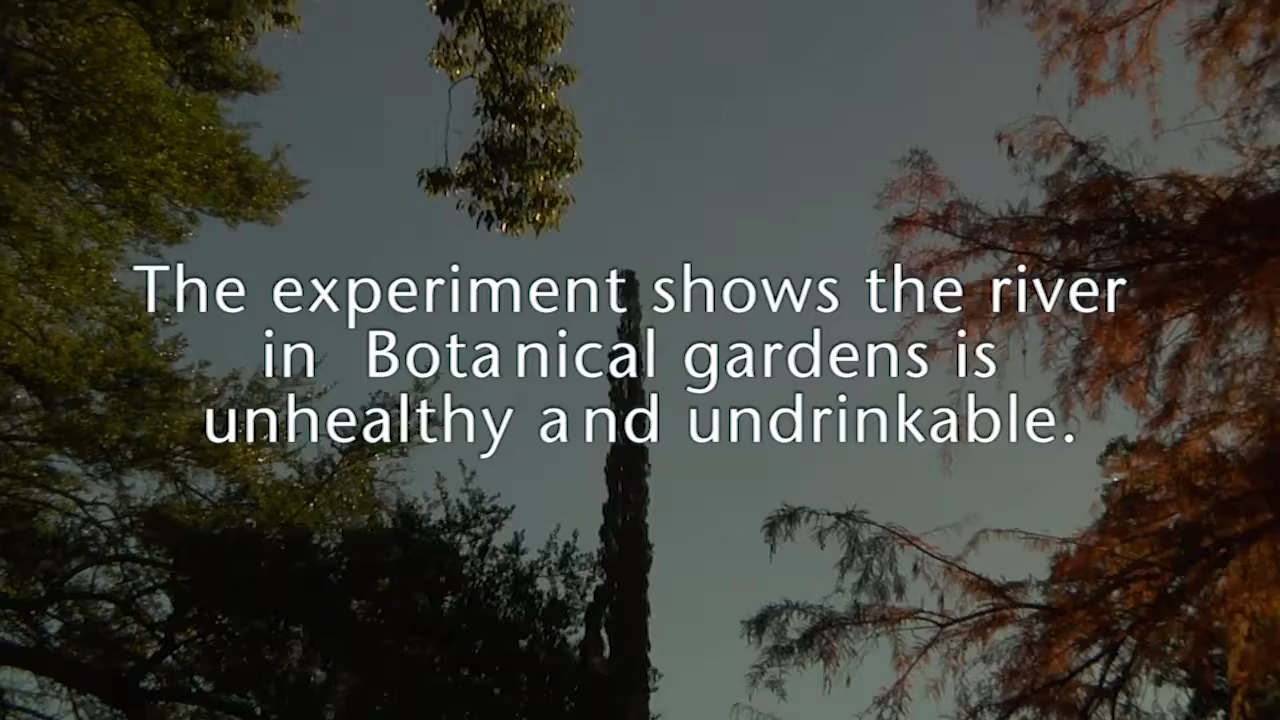 The experiment shows the river
in Botanical gardens is
unhealthy and undrinkable.